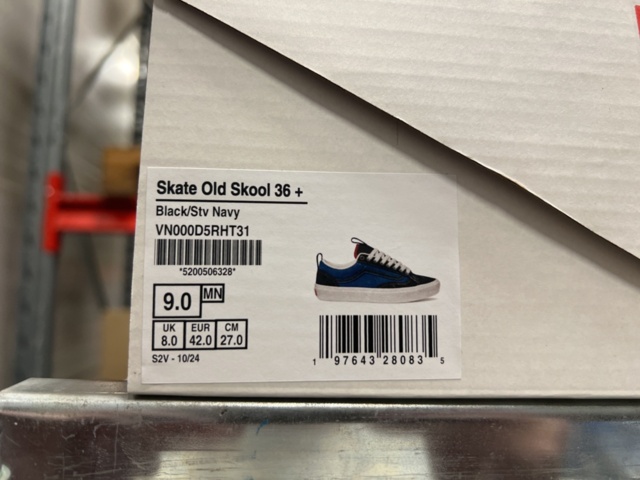 Skate Old Skool 36 +
Black/Stv Navy
VN000D5RHT31
*5200506328*
9.0 MN
UK EUR CM
8.0 42.0 27.0
S2V - 10/24
1 97643 28083 5